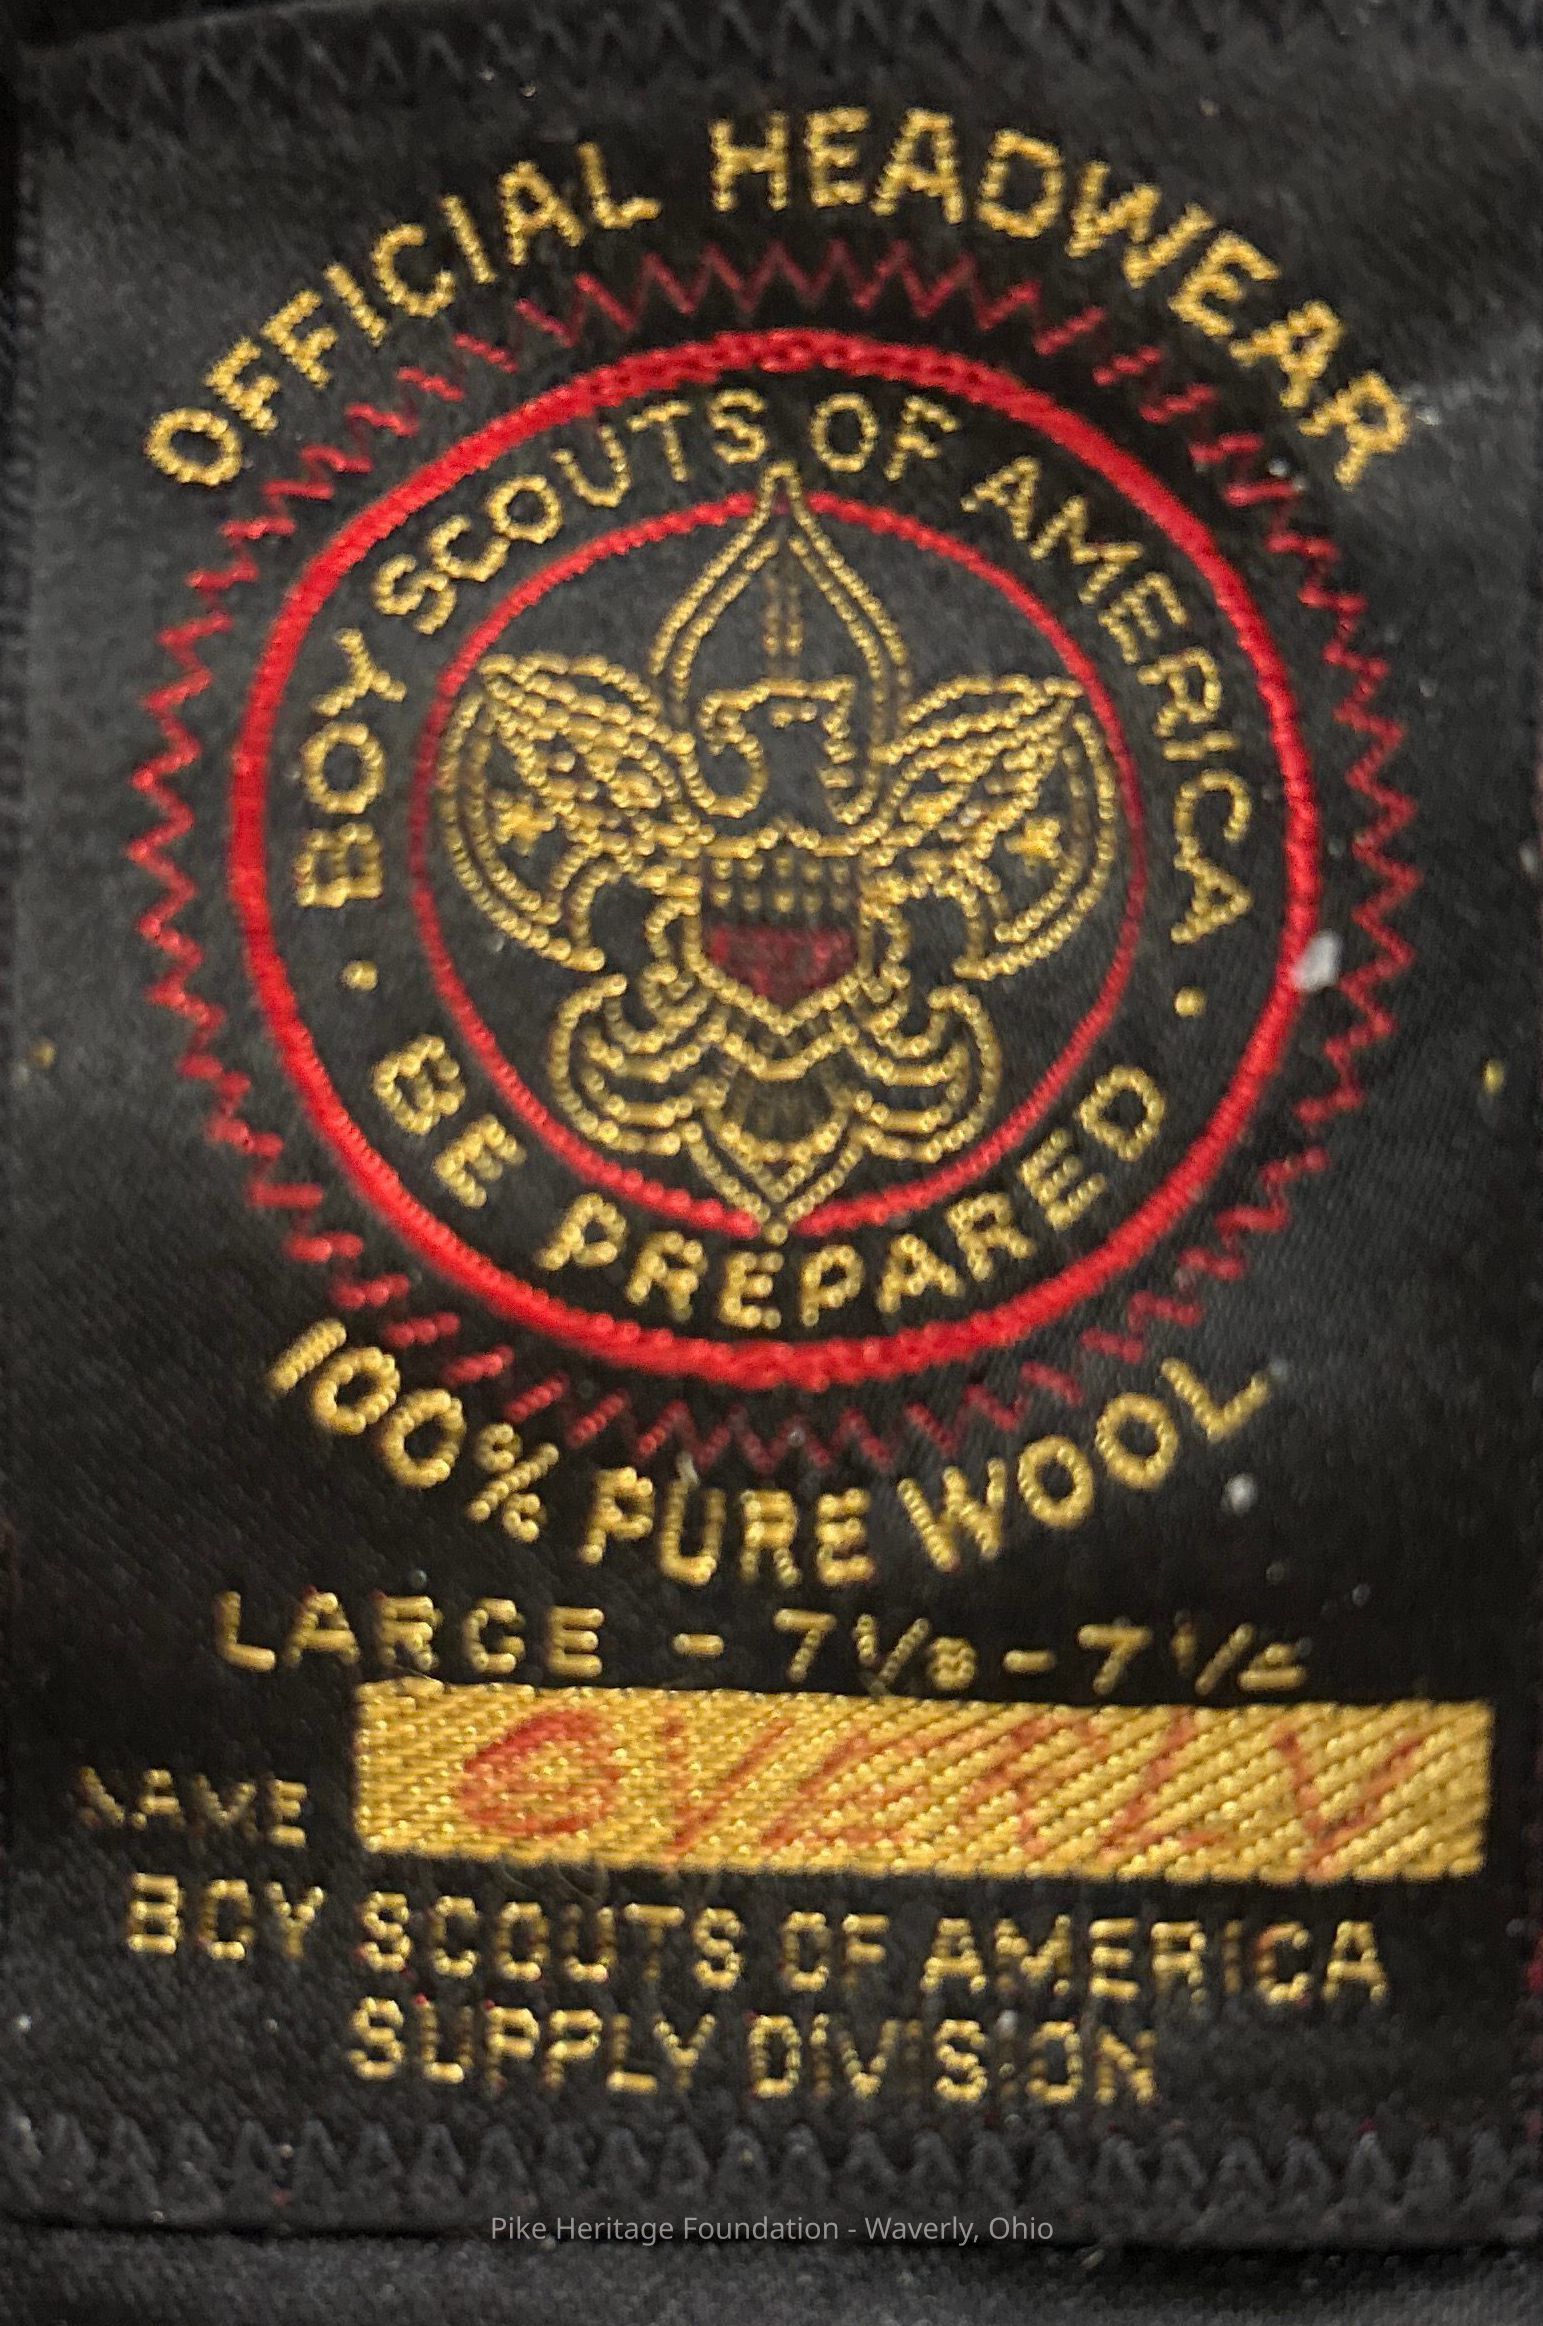 OFFICIAL HEADWEAR
BOY SCOUTS OF AMERICA
• BE PREPARED •
100% PURE WOOL
LARGE - 7 1/8 - 7 1/2
NAME
BOY SCOUTS OF AMERICA
SUPPLY DIVISION
Pike Heritage Foundation - Waverly, Ohio